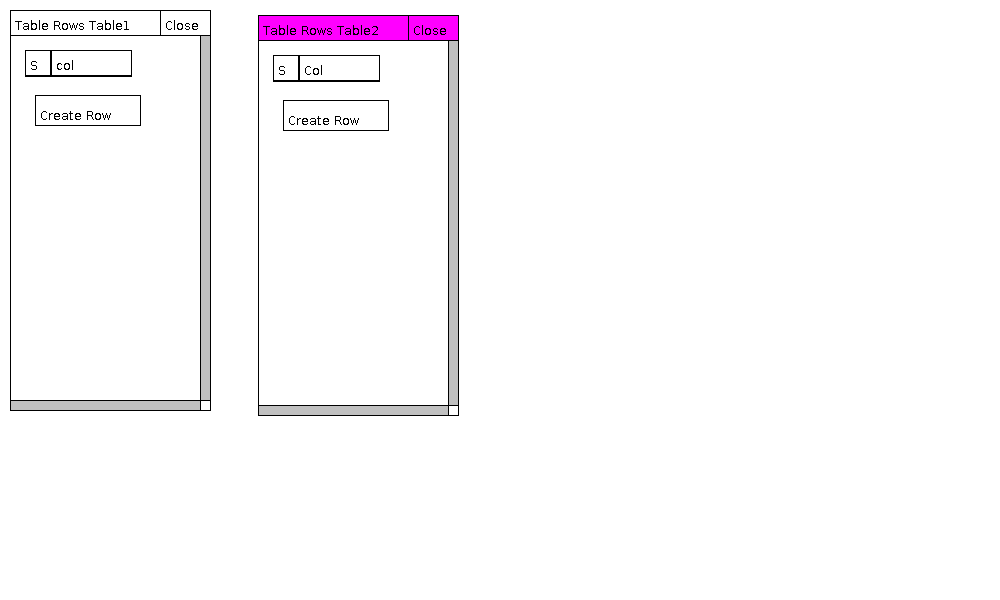 Table Rows Table1 Close
S col
Create Row
Table Rows Table2 Close
S Col
Create Row